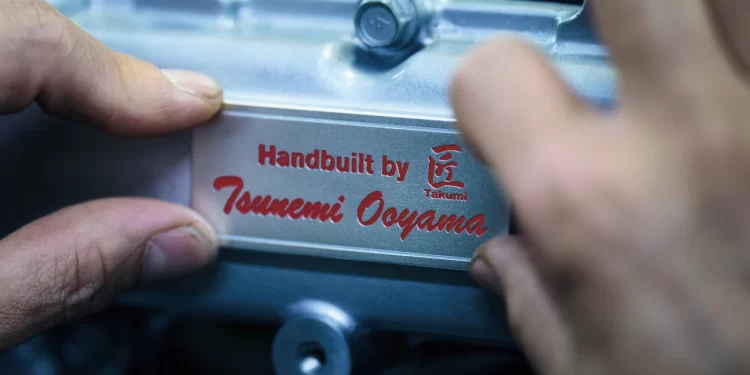 Handbuilt by 匠
Takumi
Tsunemi Ooyama